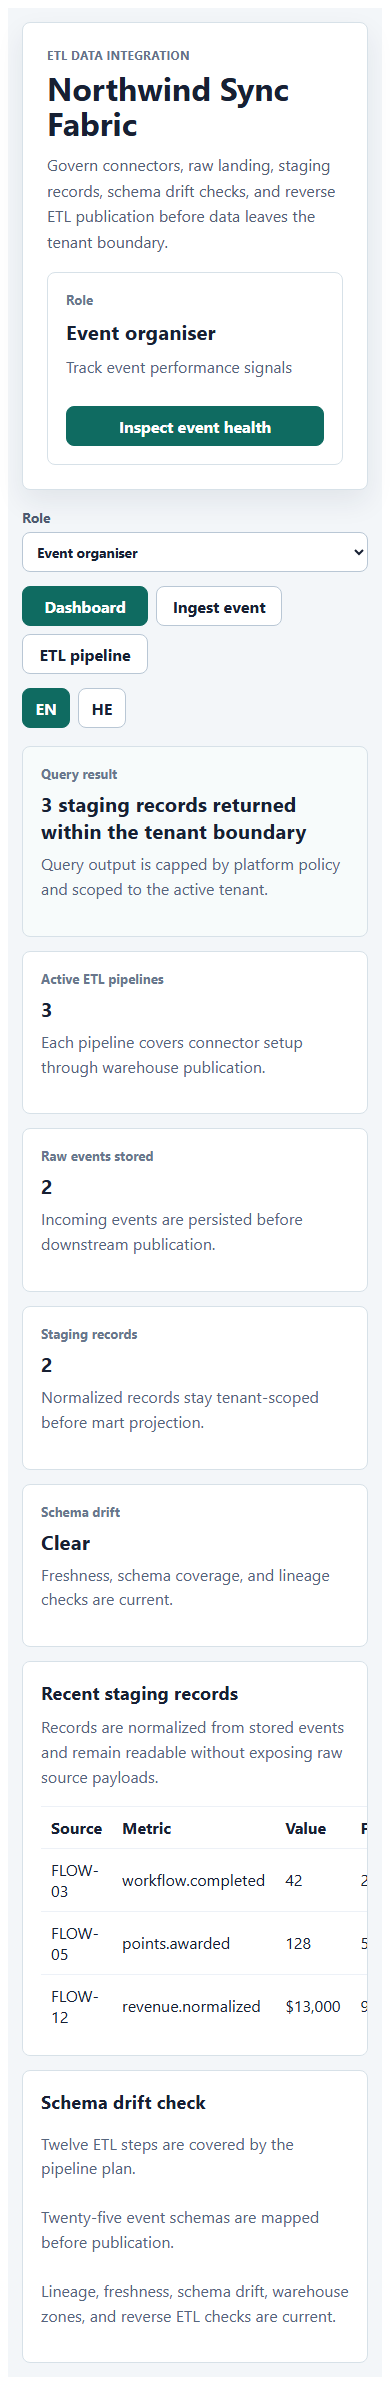 ETL DATA INTEGRATION
Northwind Sync
Fabric
Govern connectors, raw landing, staging
records, schema drift checks, and reverse
ETL publication before data leaves the
tenant boundary.
Role
Event organiser
Track event performance signals
Inspect event health
Role
Event organiser
Dashboard
Ingest event
ETL pipeline
EN
HE
Query result
3 staging records returned
within the tenant boundary
Query output is capped by platform policy
and scoped to the active tenant.
Active ETL pipelines
3
Each pipeline covers connector setup
through warehouse publication.
Raw events stored
2
Incoming events are persisted before
downstream publication.
Staging records
2
Normalized records stay tenant-scoped
before mart projection.
Schema drift
Clear
Freshness, schema coverage, and lineage
checks are current.
Recent staging records
Records are normalized from stored events
and remain readable without exposing raw
source payloads.
Source Metric Value
FLOW-
03 workflow.completed 42
FLOW-
05 points.awarded 128
FLOW-
12 revenue.normalized $13,000
Schema drift check
Twelve ETL steps are covered by the
pipeline plan.
Twenty-five event schemas are mapped
before publication.
Lineage, freshness, schema drift, warehouse
zones, and reverse ETL checks are current.